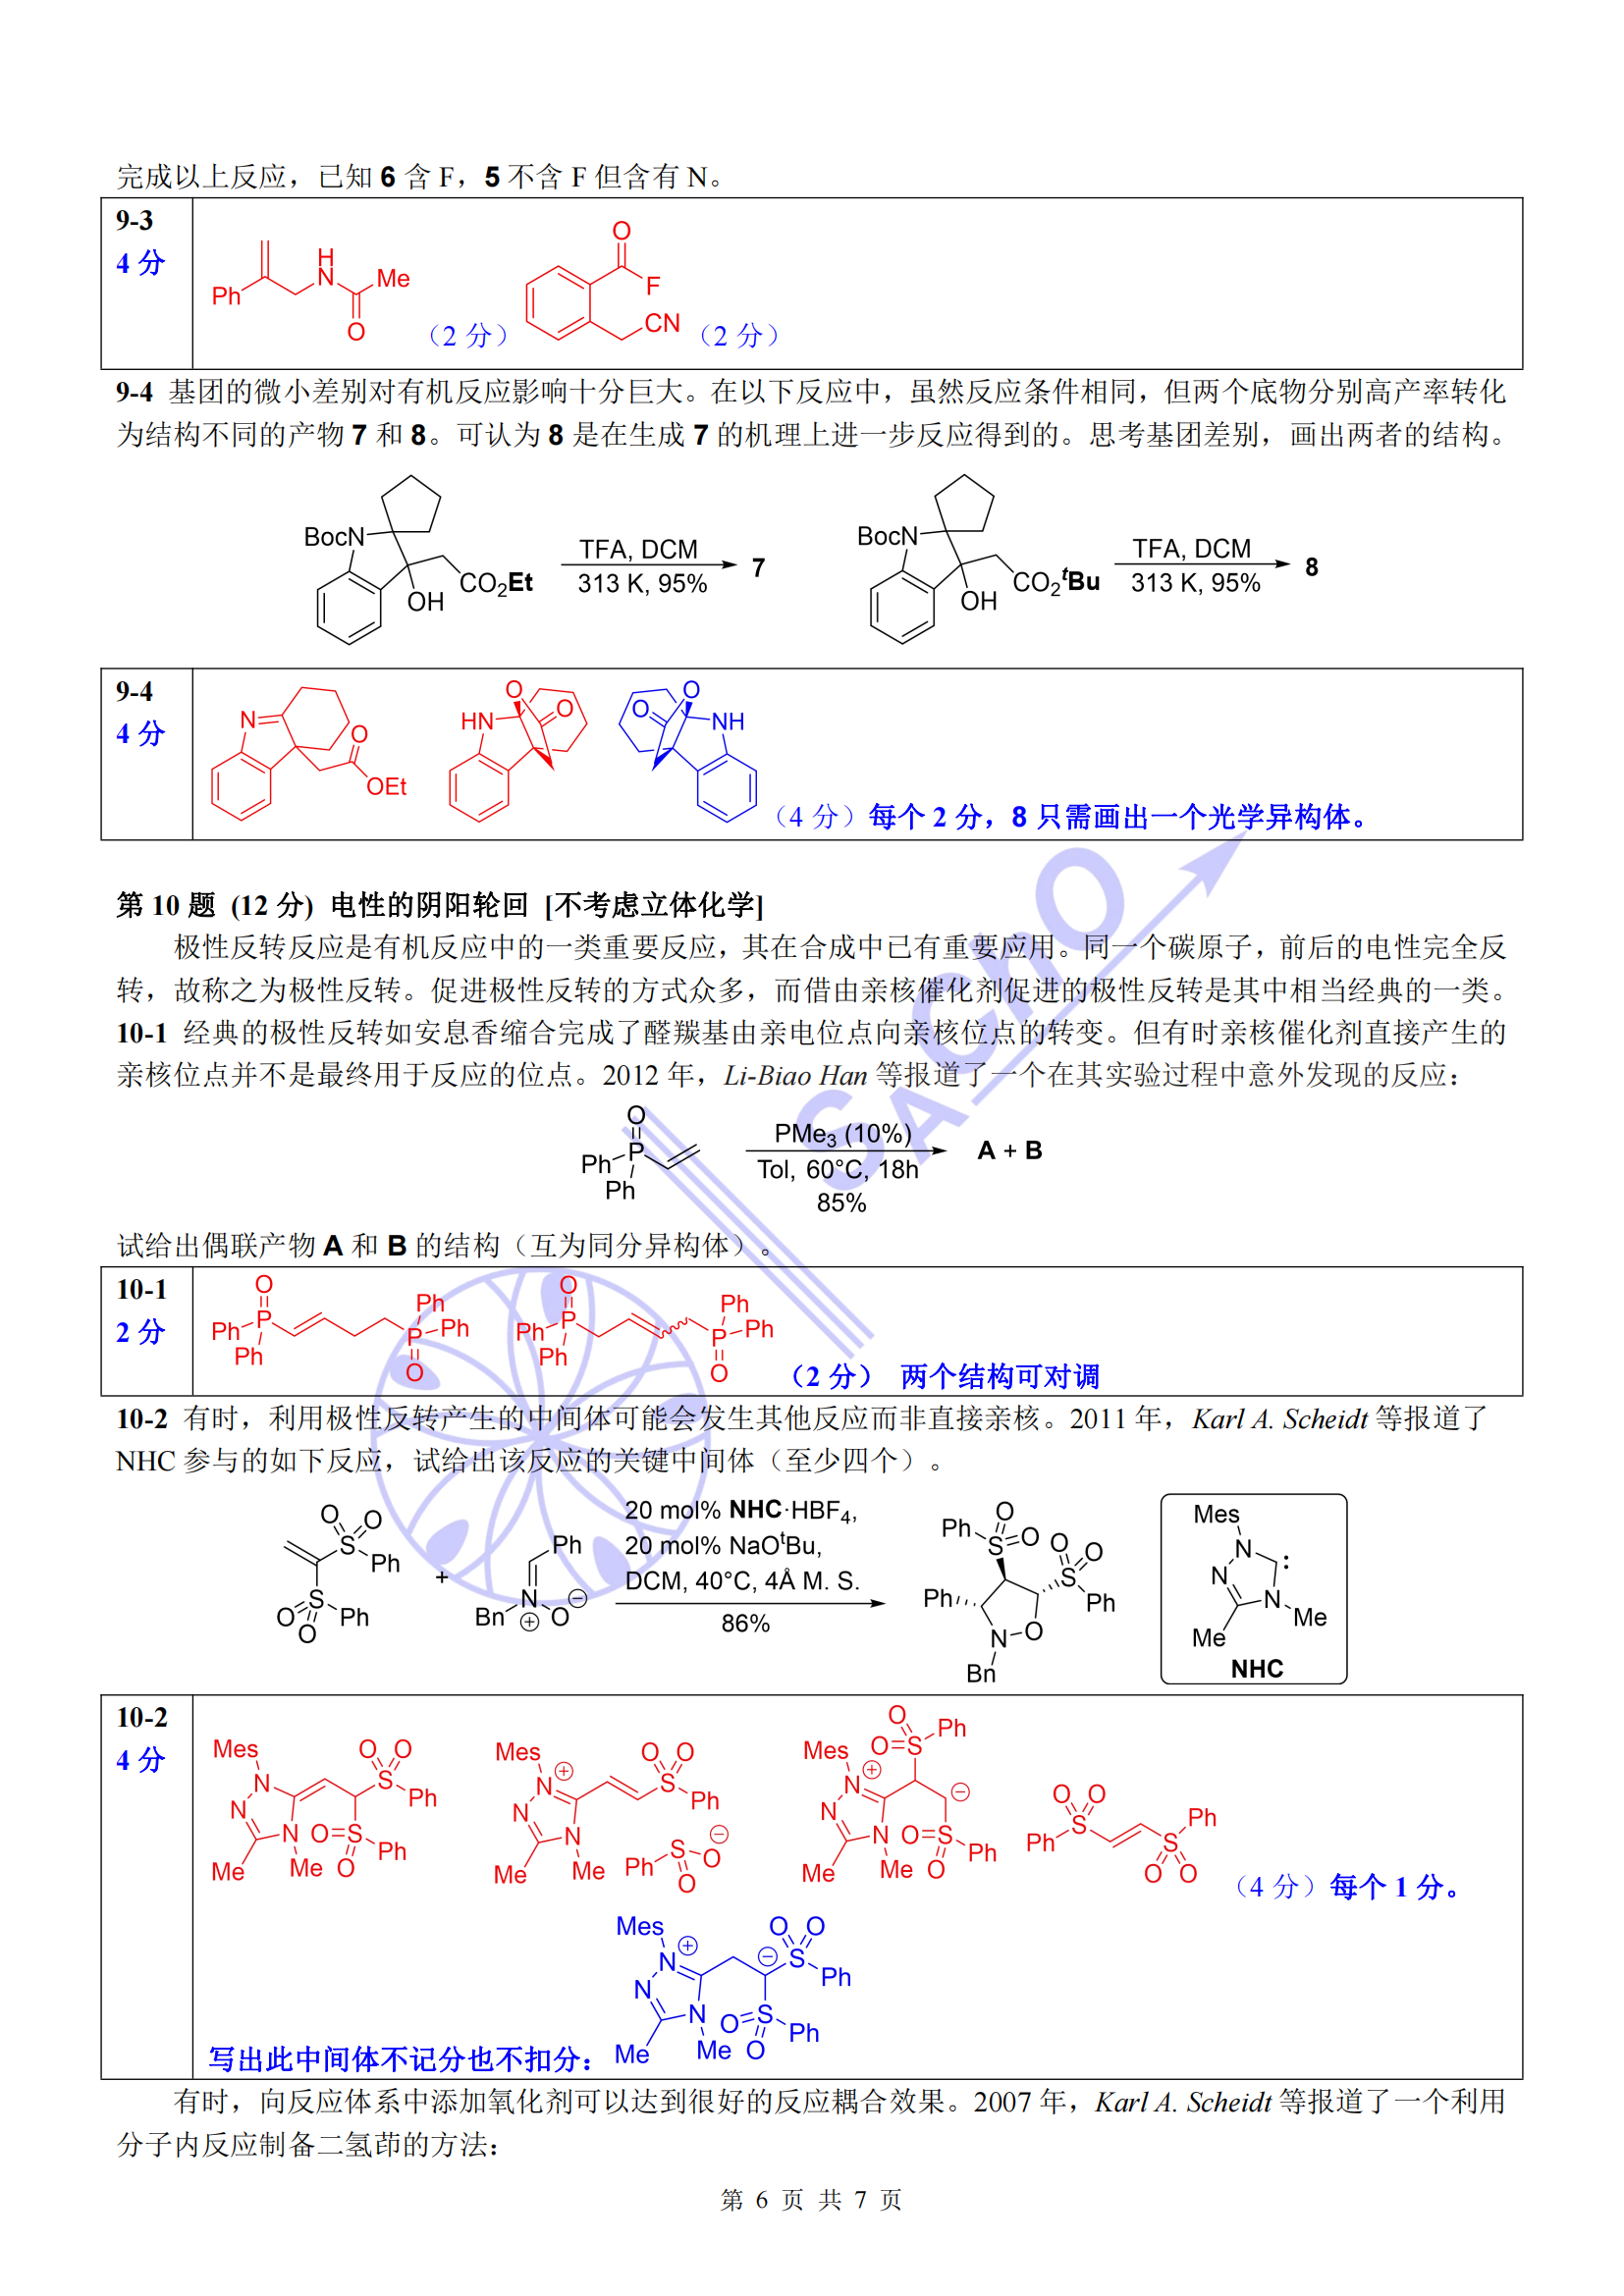 完成以上反应，已知 6 含 F，5 不含 F 但含有 N。
9-3
4 分
Ph
H
N
O
Me
（2 分）
O
F
CN
（2 分）
9-4 基团的微小差别对有机反应影响十分巨大。在以下反应中，虽然反应条件相同，但两个底物分别高产率转化
为结构不同的产物 7 和 8。可认为 8 是在生成 7 的机理上进一步反应得到的。思考基团差别，画出两者的结构。
BocN
OH
CO2Et
TFA, DCM
313 K, 95%
7
BocN
OH
CO2tBu
TFA, DCM
313 K, 95%
8
9-4
4 分
N
O
OEt
HN
O
O
O
O
NH
（4 分）每个 2 分，8 只需画出一个光学异构体。
第 10 题 (12 分) 电性的阴阳轮回 [不考虑立体化学]
极性反转反应是有机反应中的一类重要反应，其在合成中已有重要应用。同一个碳原子，前后的电性完全反
转，故称之为极性反转。促进极性反转的方式众多，而借由亲核催化剂促进的极性反转是其中相当经典的一类。
10-1 经典的极性反转如安息香缩合完成了醛羰基由亲电位点向亲核位点的转变。但有时亲核催化剂直接产生的
亲核位点并不是最终用于反应的位点。2012 年，Li-Biao Han 等报道了一个在其实验过程中意外发现的反应：
O
Ph P
Ph
PMe3 (10%)
Tol, 60°C, 18h
85%
A + B
SAChO
试给出偶联产物 A 和 B 的结构（互为同分异构体）。
10-1
2 分
O
Ph P
Ph
Ph
P Ph
O
O
Ph P
Ph
Ph
P Ph
O
（2 分） 两个结构可对调
10-2 有时，利用极性反转产生的中间体可能会发生其他反应而非直接亲核。2011 年，Karl A. Scheidt 等报道了
NHC 参与的如下反应，试给出该反应的关键中间体（至少四个）。
O O
S Ph
O S Ph
O
+
Ph
Bn N⊕ O⊖
20 mol% NHC·HBF4,
20 mol% NaOtBu,
DCM, 40°C, 4Å M. S.
86%
Ph S O
O
O O
S
Ph
Ph
N O
Bn
Mes
N :
N
N Me
Me
NHC
10-2
4 分
Mes
N
N
N
Me
Me
O O
S Ph
O=S Ph
O
Mes
N⊕
N
N
Me
Me
O O
S
Ph
Ph S O⊖
O
Mes
N⊕
N
N
Me
Me
O
O=S Ph
⊖
O=S Ph
O
O O
S
Ph
Ph
S
O O
（4 分）每个 1 分。
Mes
N⊕
N
N
Me
Me
⊖
O O
S Ph
O=S Ph
O
写出此中间体不记分也不扣分：
有时，向反应体系中添加氧化剂可以达到很好的反应耦合效果。2007 年，Karl A. Scheidt 等报道了一个利用
分子内反应制备二氢茚的方法：
第 6 页 共 7 页